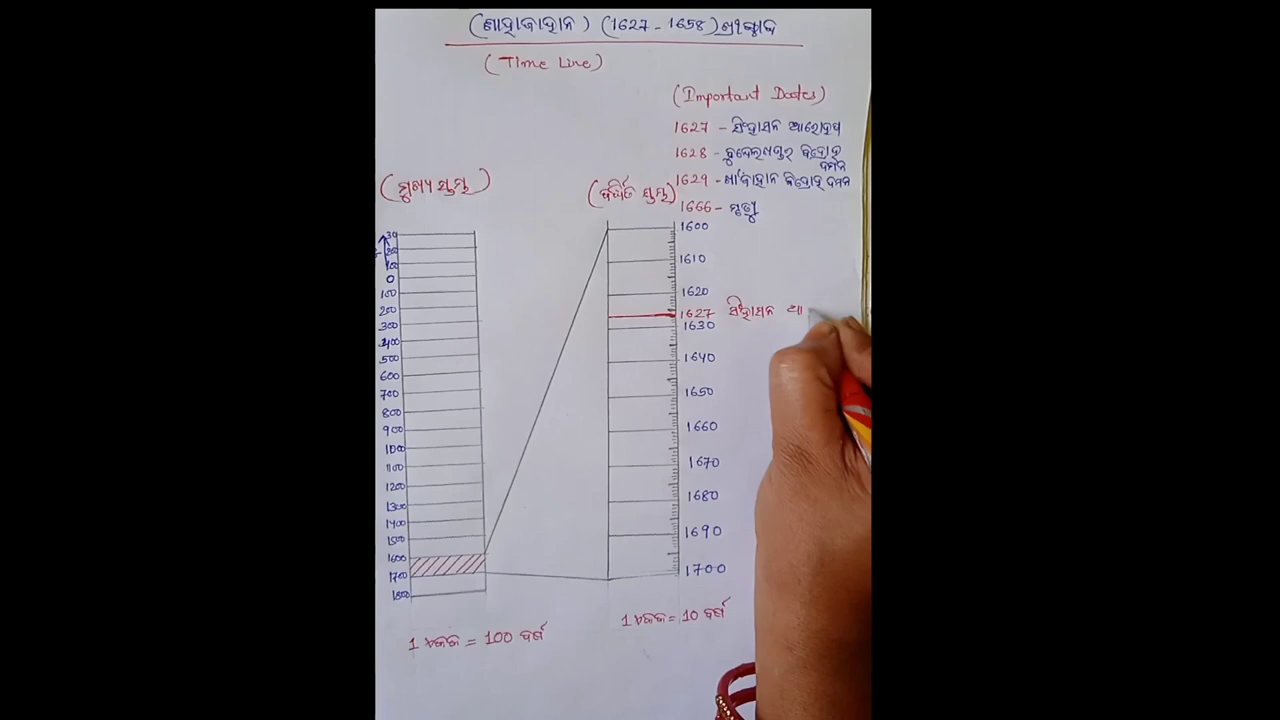 (ଶାହାଜାହାନ) (1627 - 1658) ଖ୍ରୀଷ୍ଟାବ୍ଦ
(Time Line)
(Important Dates)
1627 - ସିଂହାସନ ଆରୋହଣ
1628 - ବୁନ୍ଦେଲଖଣ୍ଡର ବିଦ୍ରୋହ ଦମନ
1629 - ଖାଁଜାହାନ ବିଦ୍ରୋହ ଦମନ
1666 - ମୃତ୍ୟୁ
(ମୁଖ୍ୟ ସ୍ତମ୍ଭ)
(ବର୍ଦ୍ଧିତ ସ୍ତମ୍ଭ)
100
0
100
200
300
400
500
600
700
800
900
1000
1100
1200
1300
1400
1500
1600
1700
1800
1600
1610
1620
1627 ସିଂହାସନ ଆ
1630
1640
1650
1660
1670
1680
1690
1700
1 ଏକକ = 100 ବର୍ଷ
1 ଏକକ = 10 ବର୍ଷ